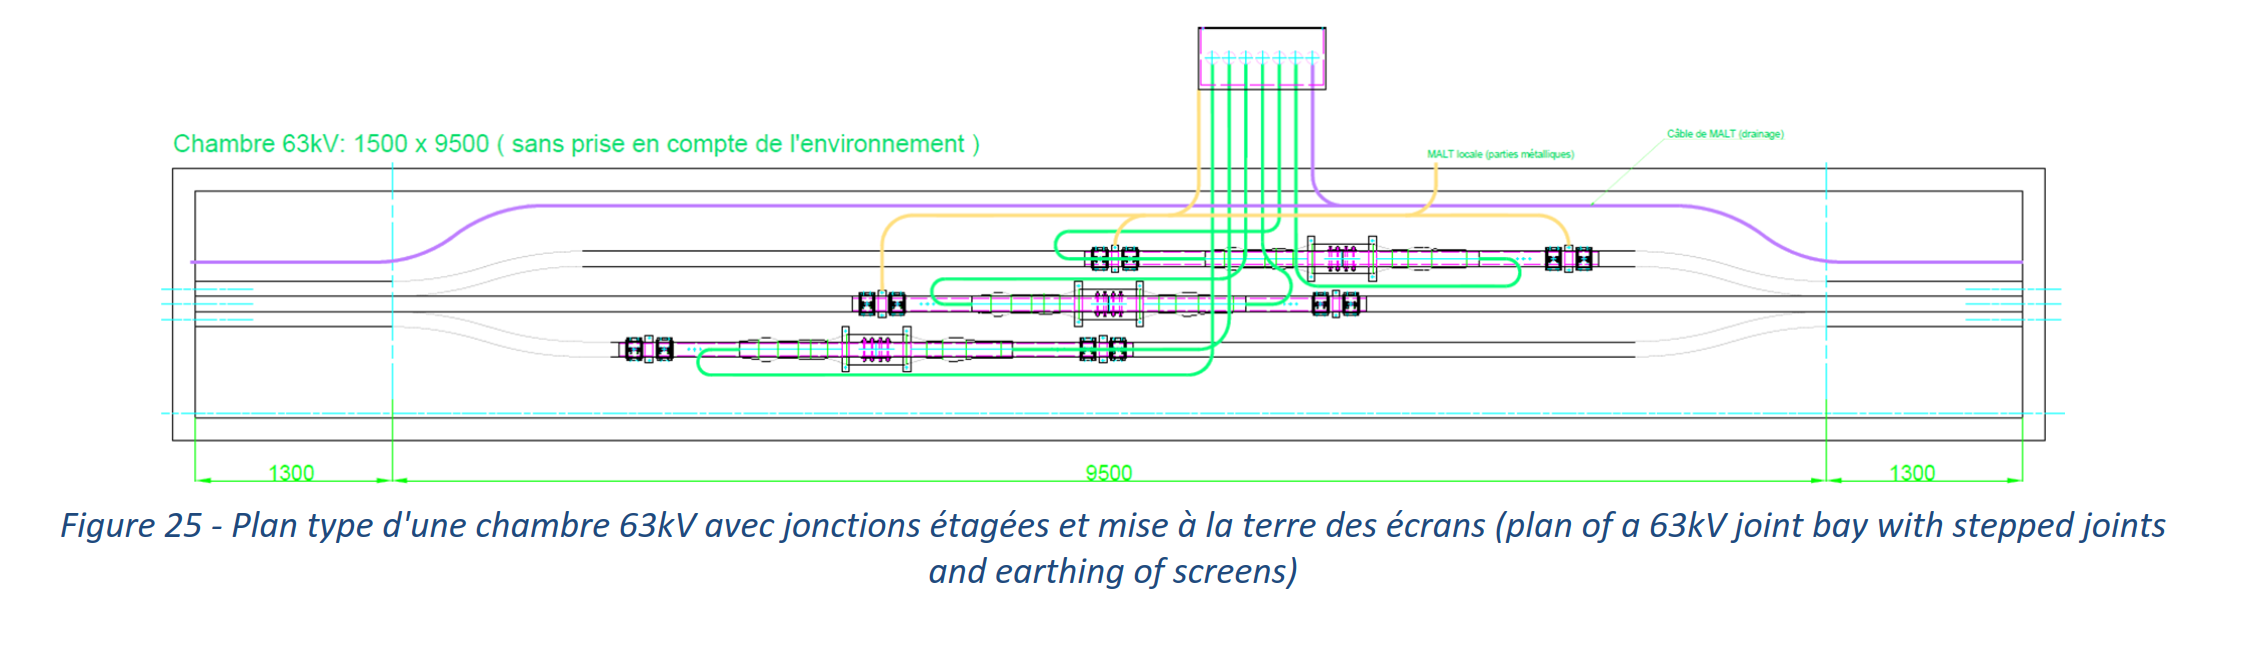 Chambre 63kV: 1500 x 9500 ( sans prise en compte de l'environnement )
Câble de MALT (drainage)
MALT locale (parties métalliques)
1300
9500
1300
Figure 25 - Plan type d'une chambre 63kV avec jonctions étagées et mise à la terre des écrans (plan of a 63kV joint bay with stepped joints
and earthing of screens)